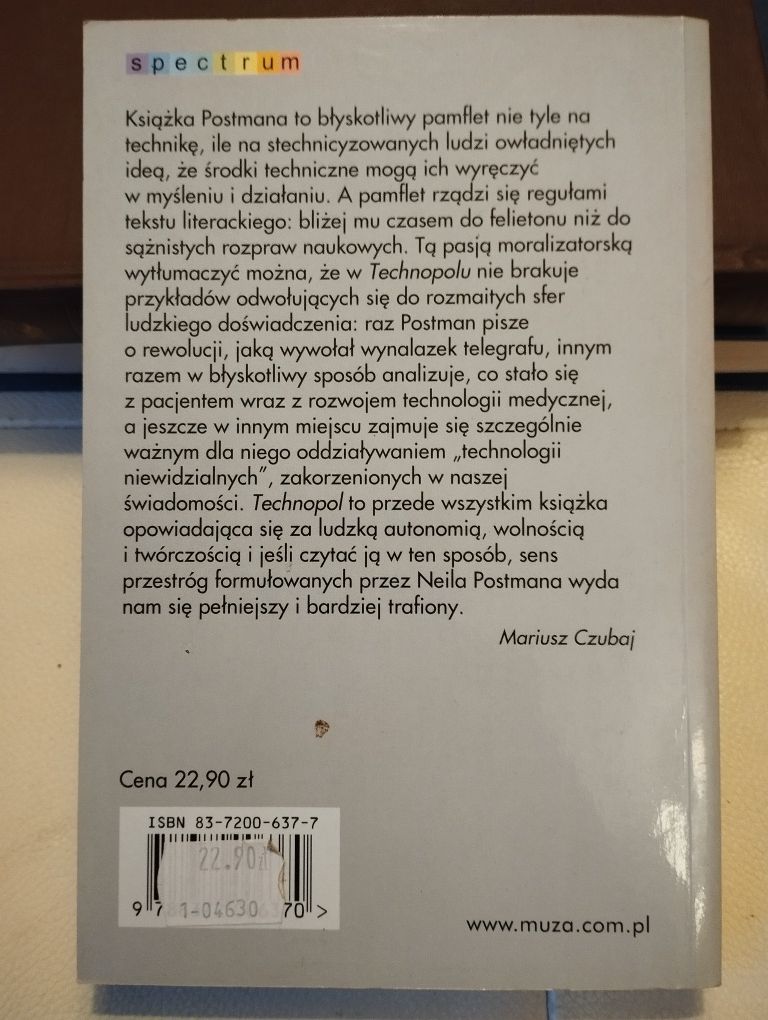 spectrum
Książka Postmana to błyskotliwy pamflet nie tyle na
technikę, ile na stechnicyzowanych ludzi owładniętych
ideą, że środki techniczne mogą ich wyręczyć
w myśleniu i działaniu. A pamflet rządzi się regułami
tekstu literackiego: bliżej mu czasem do felietonu niż do
sążnistych rozpraw naukowych. Tą pasją moralizatorską
wytłumaczyć można, że w Technopolu nie brakuje
przykładów odwołujących się do rozmaitych sfer
ludzkiego doświadczenia: raz Postman pisze
o rewolucji, jaką wywołał wynalazek telegrafu, innym
razem w błyskotliwy sposób analizuje, co stało się
z pacjentem wraz z rozwojem technologii medycznej,
a jeszcze w innym miejscu zajmuje się szczególnie
ważnym dla niego oddziaływaniem „technologii
niewidzialnych”, zakorzenionych w naszej
świadomości. Technopol to przede wszystkim książka
opowiadająca się za ludzką autonomią, wolnością
i twórczością i jeśli czytać ją w ten sposób, sens
przestróg formułowanych przez Neila Postmana wyda
nam się pełniejszy i bardziej trafiony.
Mariusz Czubaj
Cena 22,90 zł
ISBN 83-7200-637-7
22.90zł
9 7 1-04630 70 >
www.muza.com.pl